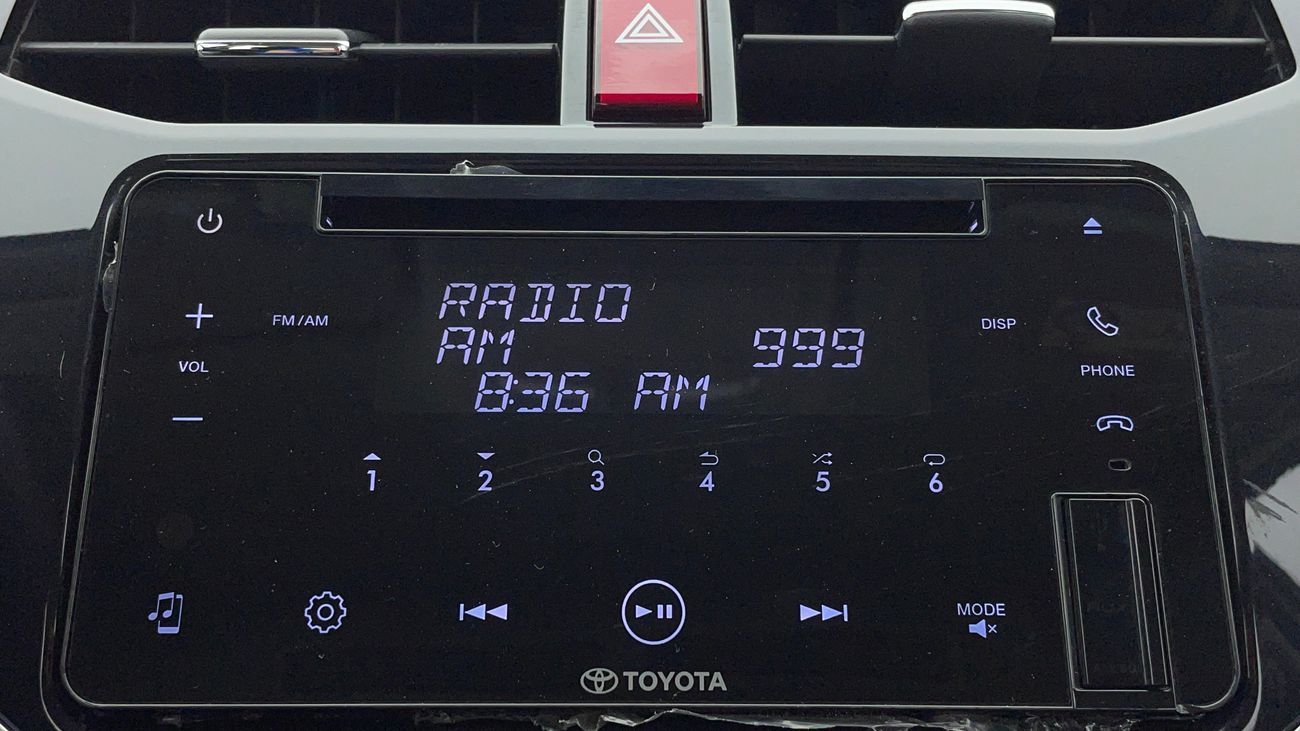 RADIO
FM/AM
AM 999
DISP
8:36 AM
VOL
PHONE
1 2 3 4 5 6
MODE
TOYOTA